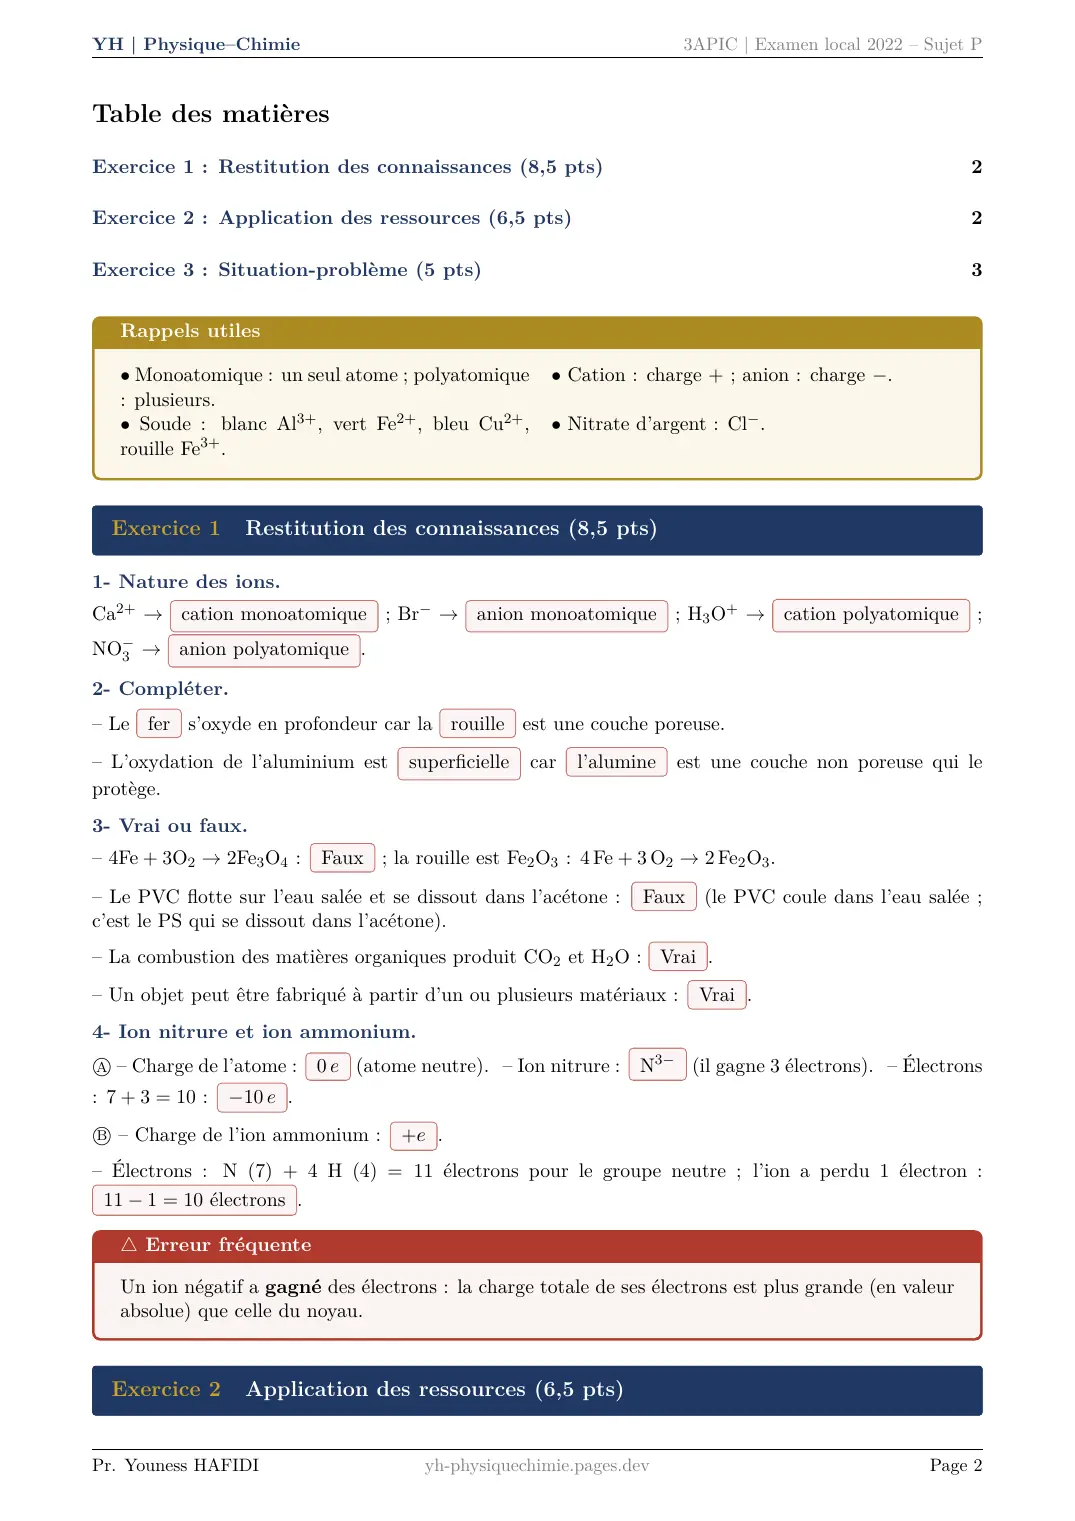 YH | Physique–Chimie 3APIC | Examen local 2022 – Sujet P
Table des matières
Exercice 1 : Restitution des connaissances (8,5 pts) 2
Exercice 2 : Application des ressources (6,5 pts) 2
Exercice 3 : Situation-problème (5 pts) 3
Rappels utiles
• Monoatomique : un seul atome ; polyatomique
: plusieurs.
• Soude : blanc Al³⁺, vert Fe²⁺, bleu Cu²⁺,
rouille Fe³⁺.
• Cation : charge + ; anion : charge −.
• Nitrate d'argent : Cl⁻.
Exercice 1 Restitution des connaissances (8,5 pts)
1- Nature des ions.
Ca²⁺ → cation monoatomique ; Br⁻ → anion monoatomique ; H₃O⁺ → cation polyatomique ;
NO₃⁻ → anion polyatomique .
2- Compléter.
– Le fer s'oxyde en profondeur car la rouille est une couche poreuse.
– L'oxydation de l'aluminium est superficielle car l'alumine est une couche non poreuse qui le
protège.
3- Vrai ou faux.
– 4Fe + 3O₂ → 2Fe₃O₄ : Faux ; la rouille est Fe₂O₃ : 4 Fe + 3 O₂ → 2 Fe₂O₃.
– Le PVC flotte sur l'eau salée et se dissout dans l'acétone : Faux (le PVC coule dans l'eau salée ;
c'est le PS qui se dissout dans l'acétone).
– La combustion des matières organiques produit CO₂ et H₂O : Vrai .
– Un objet peut être fabriqué à partir d'un ou plusieurs matériaux : Vrai .
4- Ion nitrure et ion ammonium.
Ⓐ – Charge de l'atome : 0 e (atome neutre). – Ion nitrure : N³⁻ (il gagne 3 électrons). – Électrons
: 7 + 3 = 10 : −10 e .
Ⓑ – Charge de l'ion ammonium : +e .
– Électrons : N (7) + 4 H (4) = 11 électrons pour le groupe neutre ; l'ion a perdu 1 électron :
11 − 1 = 10 électrons .
△ Erreur fréquente
Un ion négatif a gagné des électrons : la charge totale de ses électrons est plus grande (en valeur
absolue) que celle du noyau.
Exercice 2 Application des ressources (6,5 pts)
Pr. Youness HAFIDI yh-physiquechimie.pages.dev Page 2